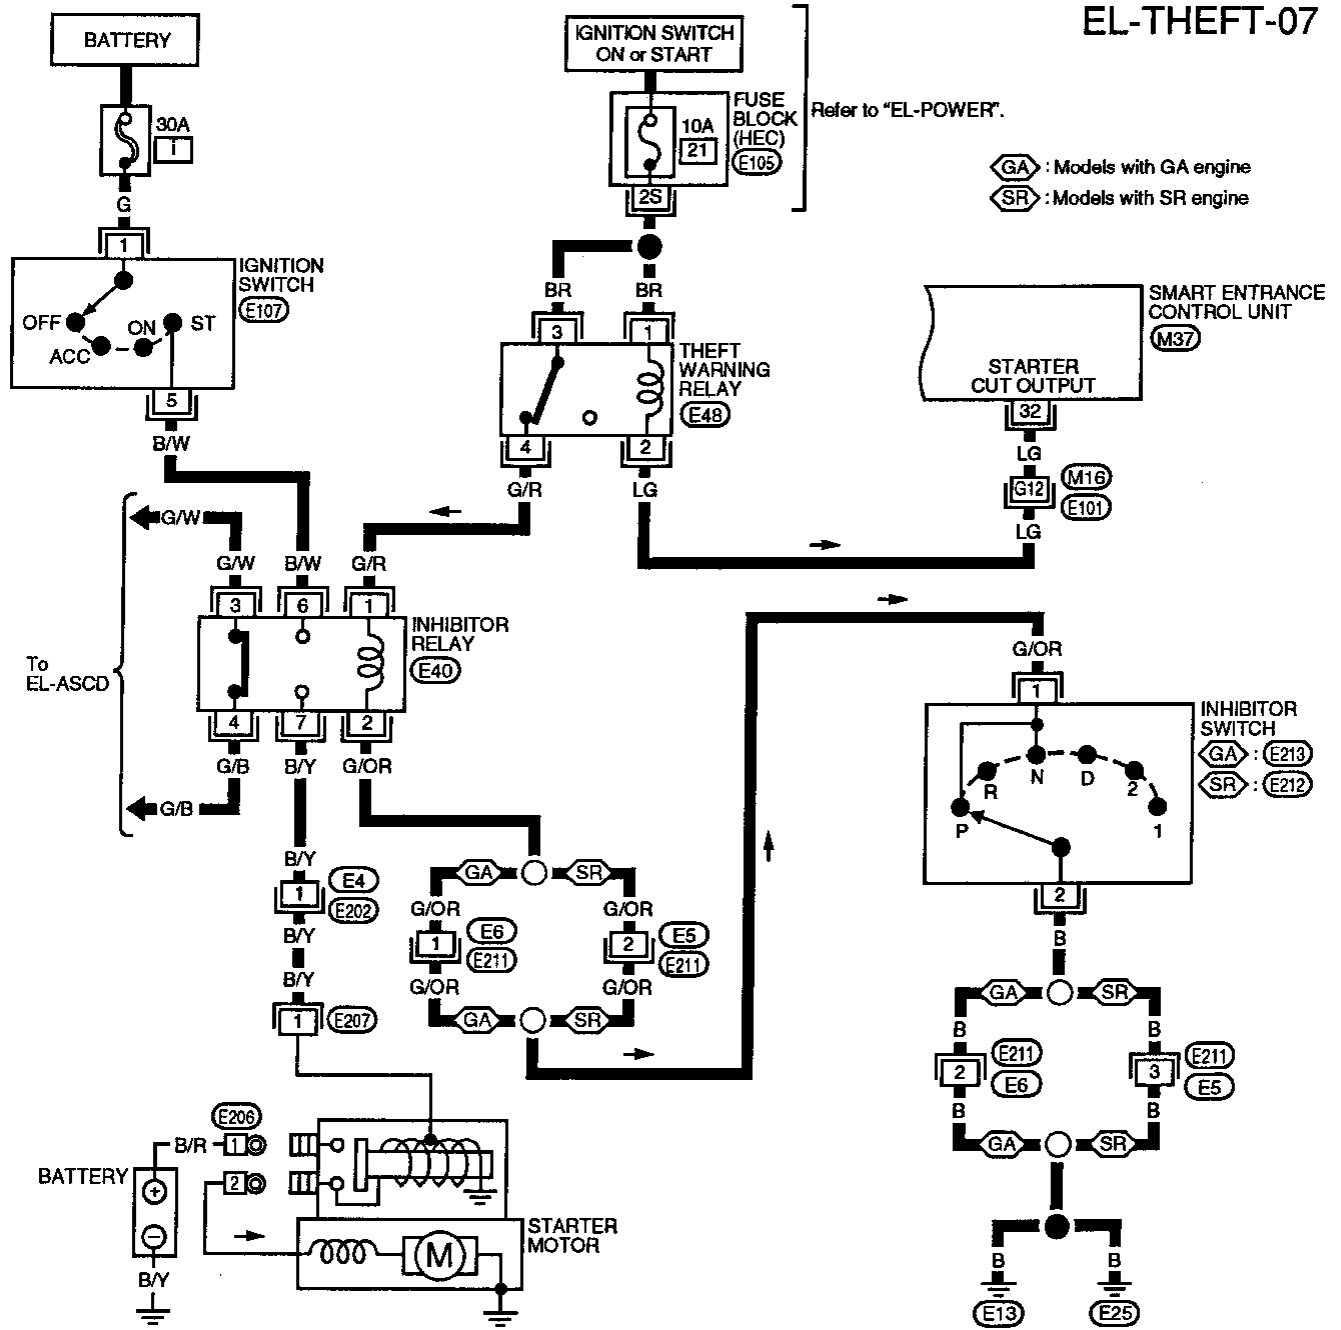 EL-THEFT-07
BATTERY
30A
i
G
1
IGNITION SWITCH
ON or START
FUSE
BLOCK
(HEC)
E105
10A
21
2S
Refer to "EL-POWER".
GA : Models with GA engine
SR : Models with SR engine
IGNITION
SWITCH
E107
OFF
ACC
ON
ST
5
B/W
BR
BR
3
1
THEFT
WARNING
RELAY
E48
4
2
G/R
LG
SMART ENTRANCE
CONTROL UNIT
M37
STARTER
CUT OUTPUT
32
LG
G12
M16
E101
LG
G/W
G/W
B/W
G/R
3
6
1
INHIBITOR
RELAY
E40
To
EL-ASCD
4
7
2
G/B
B/Y
G/OR
G/B
G/OR
1
INHIBITOR
SWITCH
GA : E213
SR : E212
P
R
N
D
2
1
2
B
B/Y
1
E4
E202
B/Y
B/Y
1
E207
GA
SR
G/OR
G/OR
1
E6
E211
2
E5
E211
G/OR
G/OR
GA
SR
GA
SR
B
B
2
E211
E6
3
E211
E5
B
B
GA
SR
B
B
E13
E25
E206
B/R
1
2
BATTERY
+
−
B/Y
M
STARTER
MOTOR